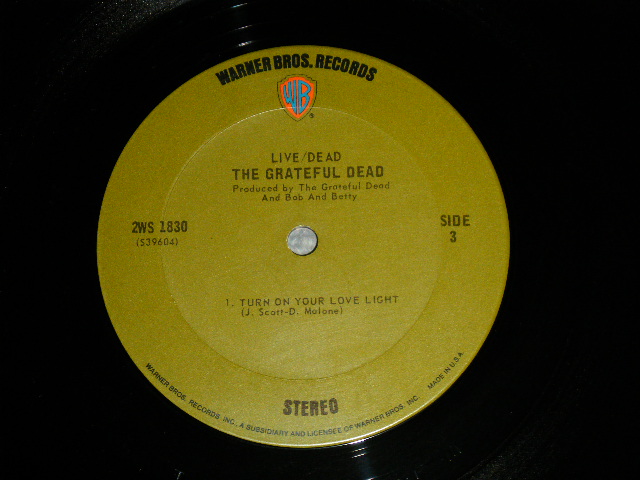 WARNER BROS. RECORDS
WB
®
LIVE/DEAD
THE GRATEFUL DEAD
Produced by The Grateful Dead
And Bob And Betty
2WS 1830
(S39604)
SIDE
3
1. TURN ON YOUR LOVE LIGHT
(J. Scott-D. Malone)
STEREO
WARNER BROS. RECORDS INC., A SUBSIDIARY AND LICENSEE OF WARNER BROS. INC. MADE IN U.S.A.